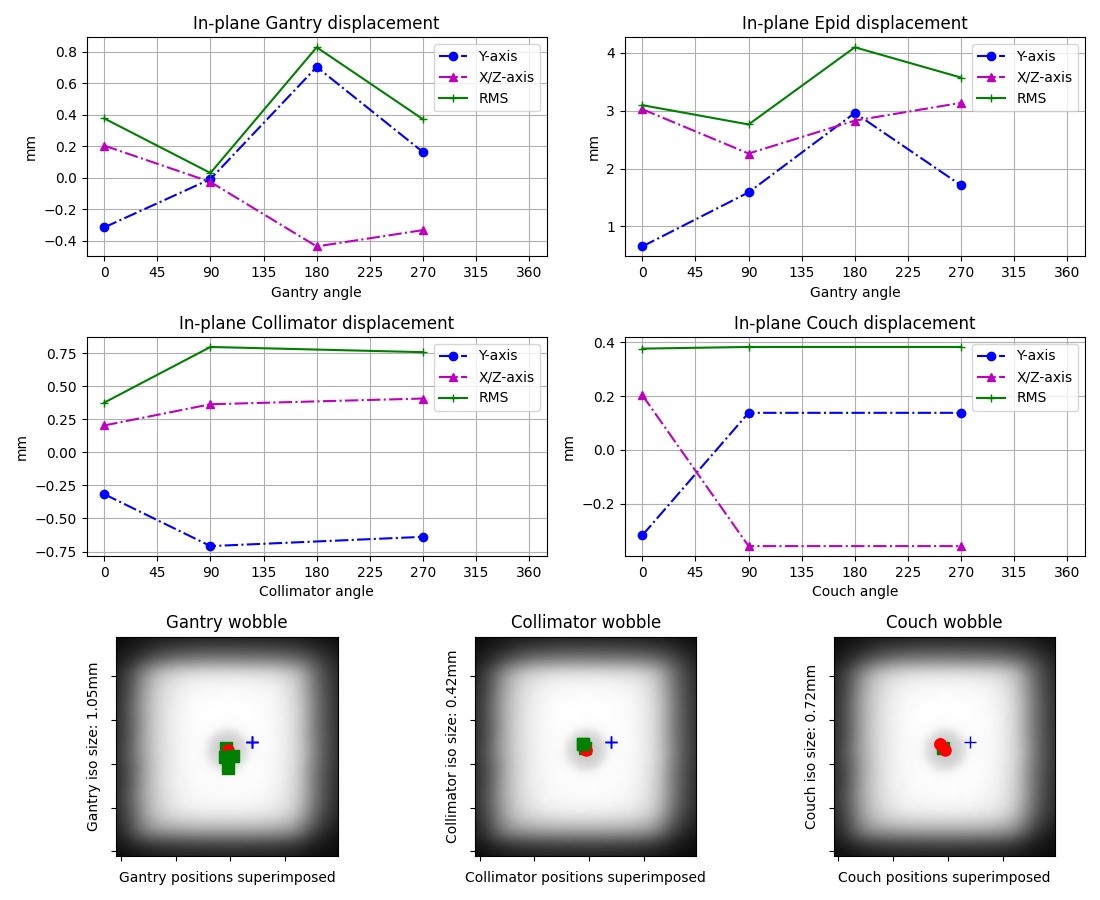 In-plane Gantry displacement
mm
0.8
0.6
0.4
0.2
0.0
−0.2
−0.4
Y-axis
X/Z-axis
RMS
0 45 90 135 180 225 270 315 360
Gantry angle
In-plane Epid displacement
mm
4
3
2
1
Y-axis
X/Z-axis
RMS
0 45 90 135 180 225 270 315 360
Gantry angle
In-plane Collimator displacement
mm
0.75
0.50
0.25
0.00
−0.25
−0.50
−0.75
Y-axis
X/Z-axis
RMS
0 45 90 135 180 225 270 315 360
Collimator angle
In-plane Couch displacement
mm
0.4
0.2
0.0
−0.2
Y-axis
X/Z-axis
RMS
0 45 90 135 180 225 270 315 360
Couch angle
Gantry wobble
Gantry iso size: 1.05mm
Gantry positions superimposed
Collimator wobble
Collimator iso size: 0.42mm
Collimator positions superimposed
Couch wobble
Couch iso size: 0.72mm
Couch positions superimposed